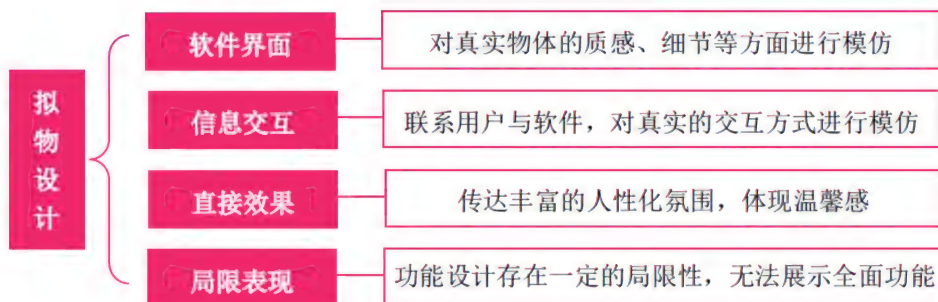 拟物设计
软件界面
对真实物体的质感、细节等方面进行模仿
信息交互
联系用户与软件，对真实的交互方式进行模仿
直接效果
传达丰富的人性化氛围，体现温馨感
局限表现
功能设计存在一定的局限性，无法展示全面功能